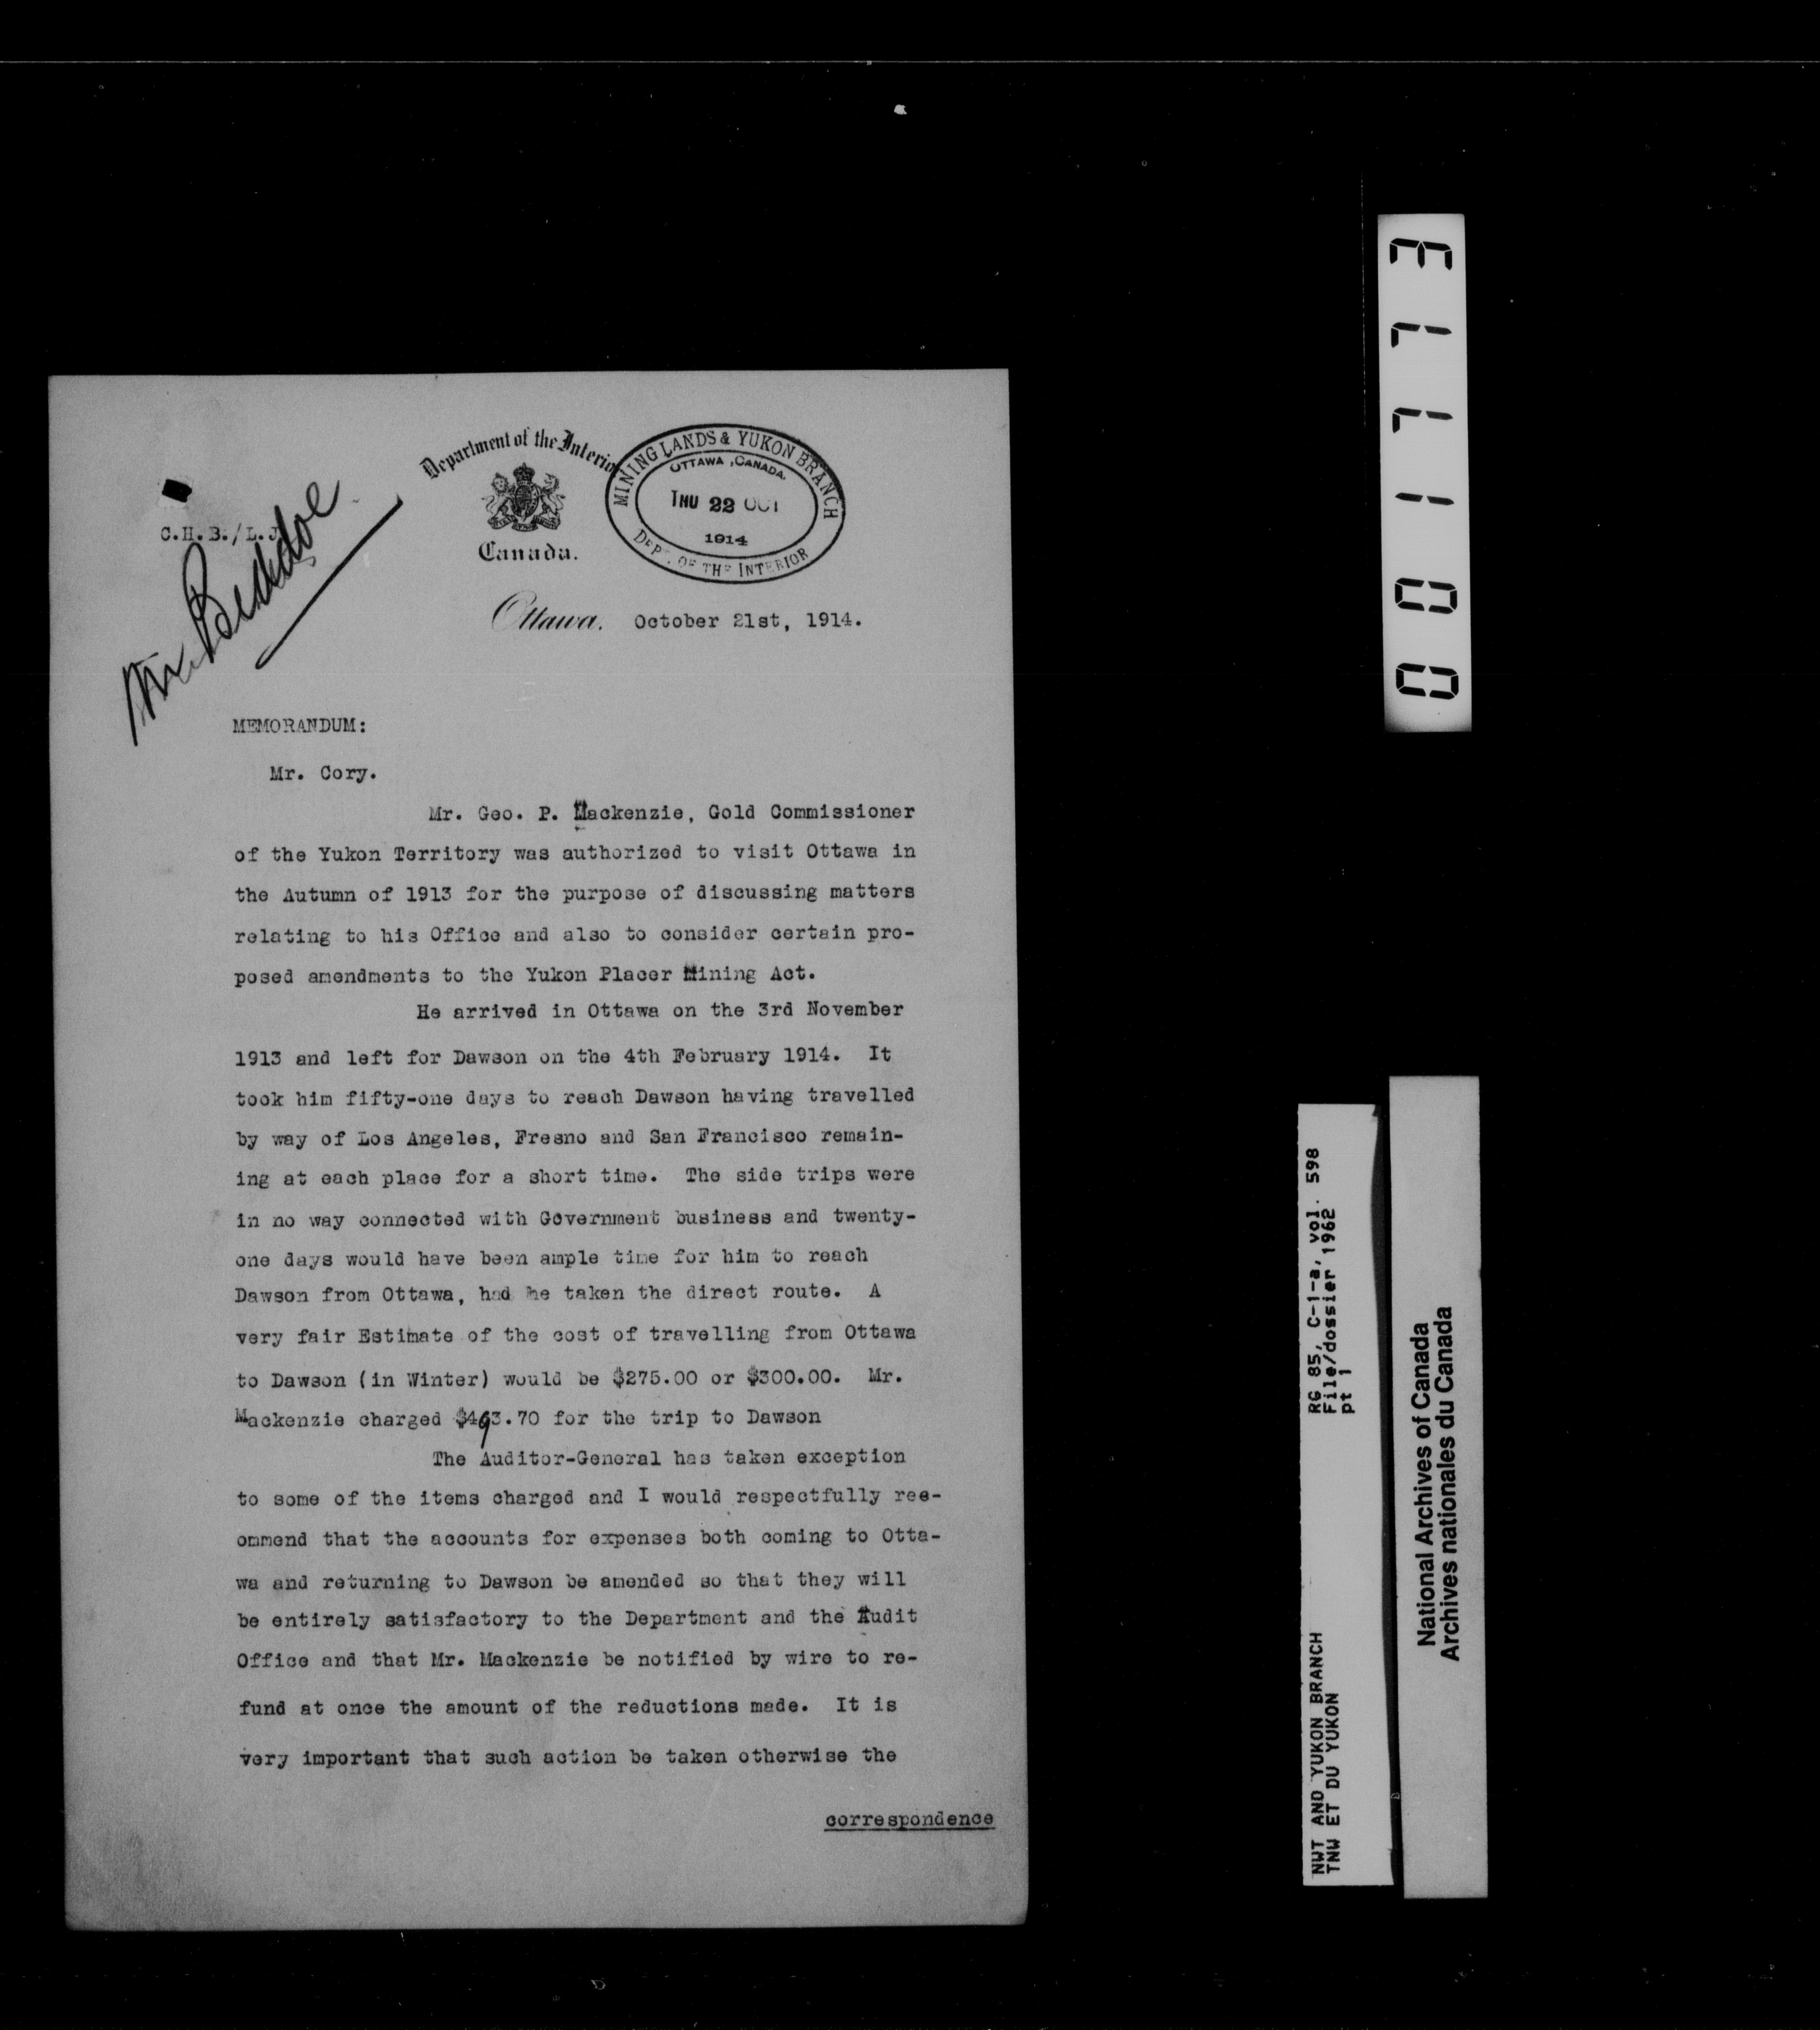 Department of the Interior
MINING LANDS & YUKON BRANCH
OTTAWA, CANADA.
THU 22 OCT
1914
DEPT. OF THE INTERIOR
C.H.B./L.J.
Mr. Beddoe
Canada.
Ottawa. October 21st, 1914.
MEMORANDUM:
Mr. Cory.
Mr. Geo. P. Mackenzie, Gold Commissioner
of the Yukon Territory was authorized to visit Ottawa in
the Autumn of 1913 for the purpose of discussing matters
relating to his Office and also to consider certain pro-
posed amendments to the Yukon Placer Mining Act.
He arrived in Ottawa on the 3rd November
1913 and left for Dawson on the 4th February 1914. It
took him fifty-one days to reach Dawson having travelled
by way of Los Angeles, Fresno and San Francisco remain-
ing at each place for a short time. The side trips were
in no way connected with Government business and twenty-
one days would have been ample time for him to reach
Dawson from Ottawa, had he taken the direct route. A
very fair Estimate of the cost of travelling from Ottawa
to Dawson (in Winter) would be $275.00 or $300.00. Mr.
Mackenzie charged $493.70 for the trip to Dawson
The Auditor-General has taken exception
to some of the items charged and I would respectfully rec-
ommend that the accounts for expenses both coming to Otta-
wa and returning to Dawson be amended so that they will
be entirely satisfactory to the Department and the Audit
Office and that Mr. Mackenzie be notified by wire to re-
fund at once the amount of the reductions made. It is
very important that such action be taken otherwise the
correspondence
001173
RG 85, C-1-a, vol. 598
File/dossier 1962
pt 1
NWT AND YUKON BRANCH
TNW ET DU YUKON
National Archives of Canada
Archives nationales du Canada